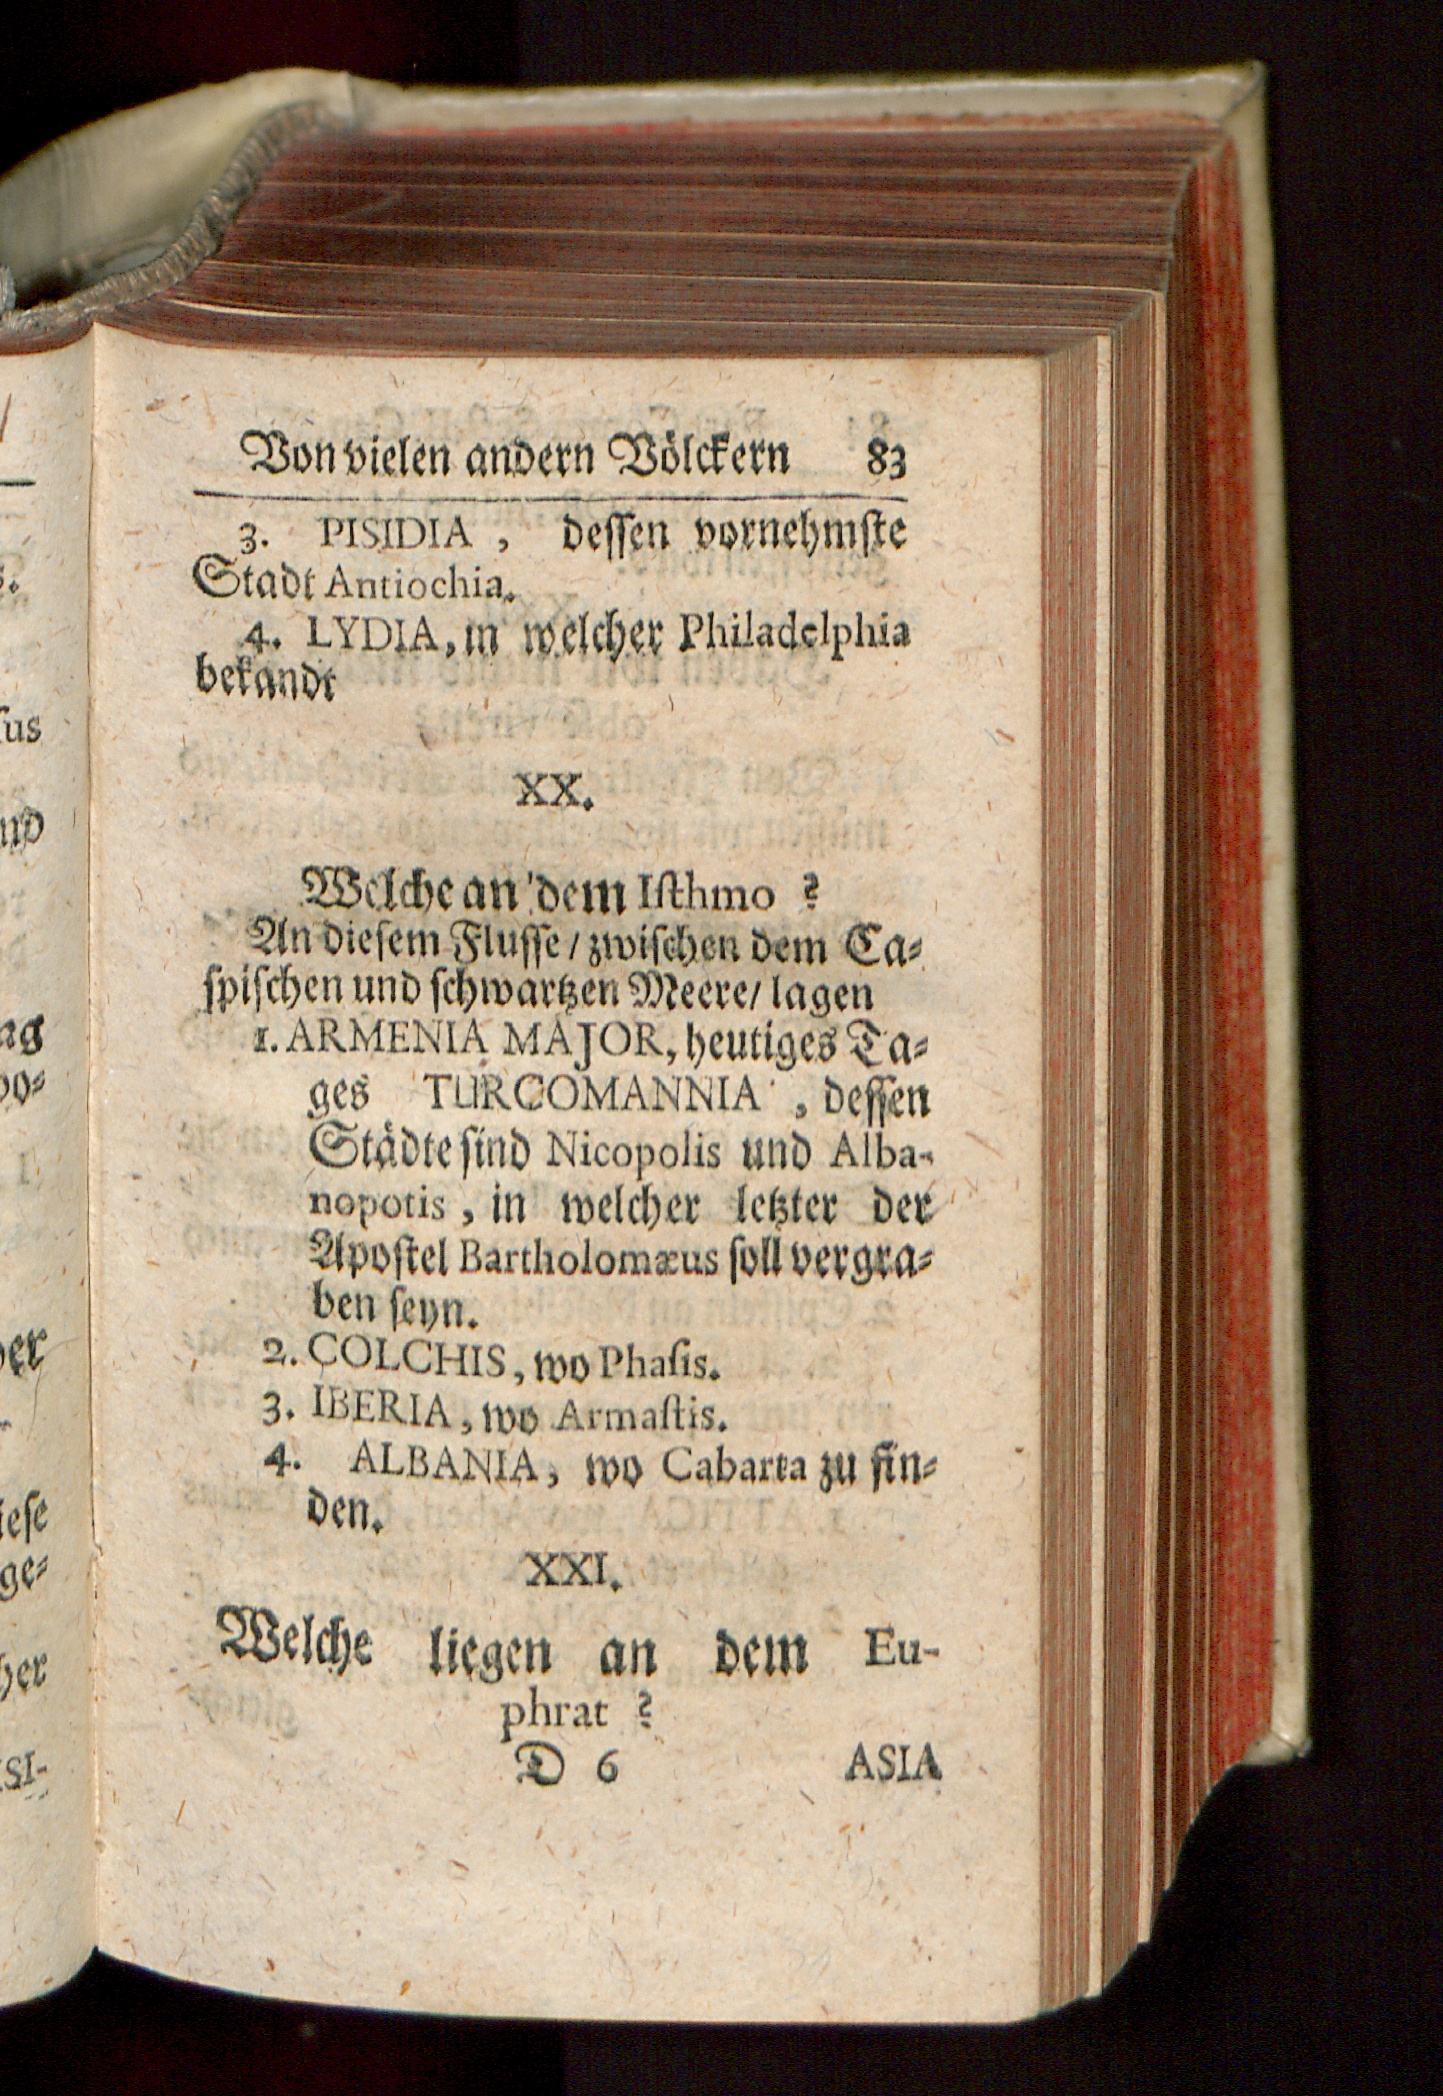 Von vielen andern Völckern 83
3. PISIDIA, dessen vornehmste
Stadt Antiochia.
4. LYDIA, in welcher Philadelphia
bekandt
XX.
Welche an dem Isthmo?
An diesem Flusse / zwischen dem Ca⸗
spischen und schwartzen Meere / lagen
1. ARMENIA MAJOR, heutiges Ta⸗
ges TURCOMANNIA, dessen
Städte sind Nicopolis und Alba-
nopotis, in welcher letzter der
Apostel Bartholomæus soll vergra⸗
ben seyn.
2. COLCHIS, wo Phasis.
3. IBERIA, wo Armastis.
4. ALBANIA, wo Cabarta zu fin⸗
den.
XXI.
Welche liegen an dem Eu-
phrat?
D 6 ASIA